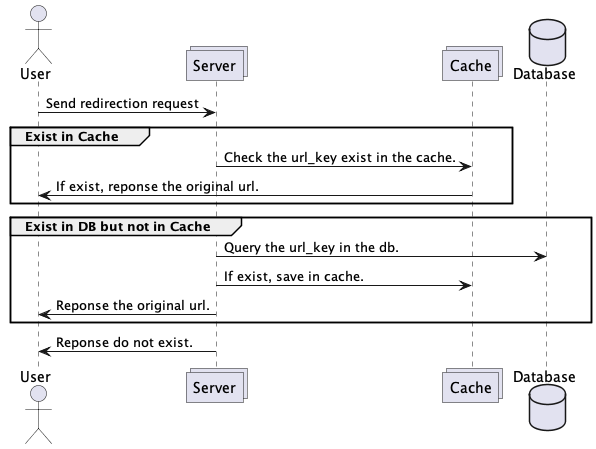 User
Server
Cache
Database
Send redirection request
Exist in Cache
Check the url_key exist in the cache.
If exist, reponse the original url.
Exist in DB but not in Cache
Query the url_key in the db.
If exist, save in cache.
Reponse the original url.
Reponse do not exist.
User
Server
Cache
Database